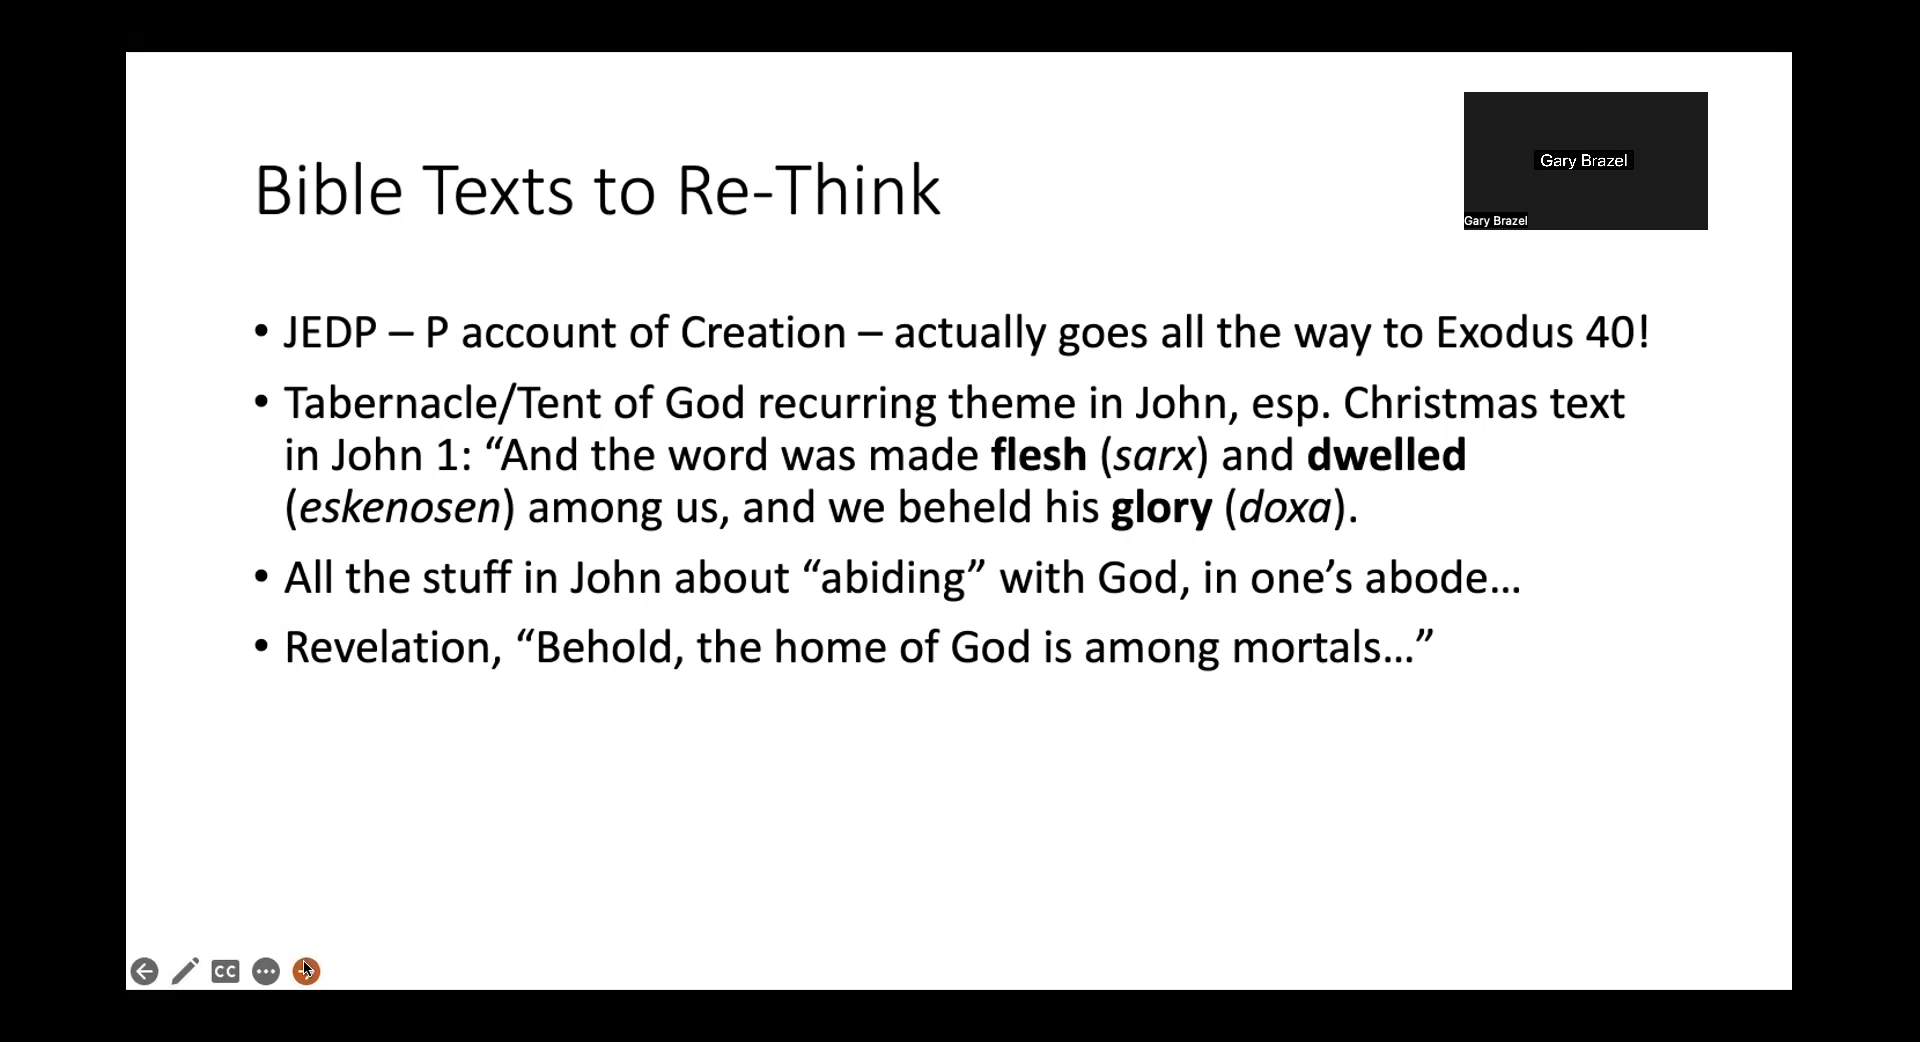 Bible Texts to Re-Think
Gary Brazel
Gary Brazel
• JEDP – P account of Creation – actually goes all the way to Exodus 40!
• Tabernacle/Tent of God recurring theme in John, esp. Christmas text
in John 1: “And the word was made flesh (sarx) and dwelled
(eskenosen) among us, and we beheld his glory (doxa).
• All the stuff in John about “abiding” with God, in one’s abode…
• Revelation, “Behold, the home of God is among mortals…”
CC